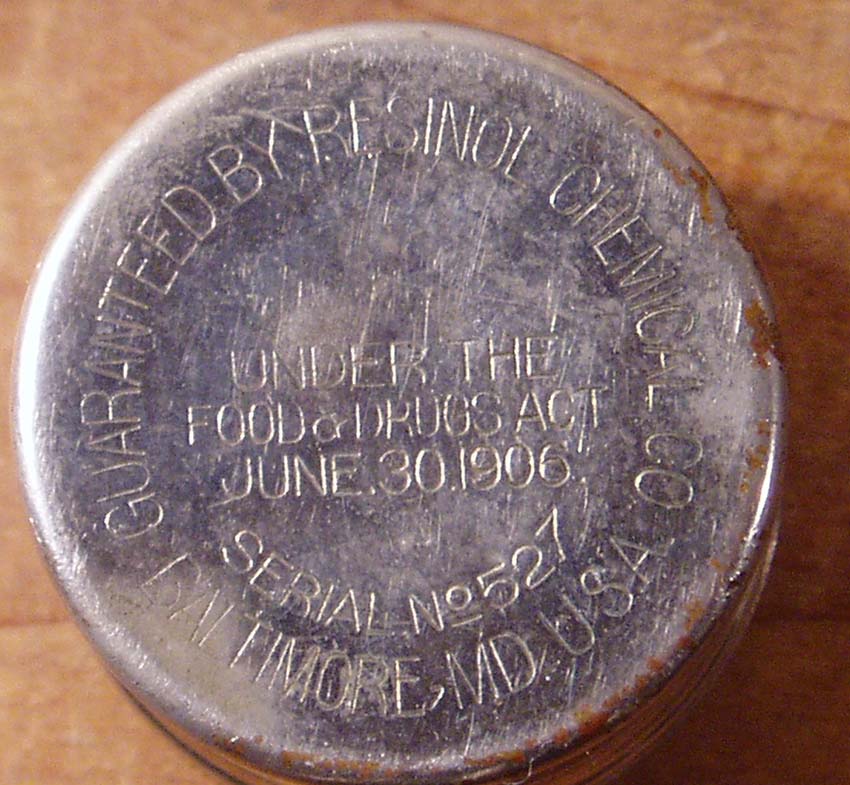 GUARANTEED BY RESINOL CHEMICAL CO.
UNDER THE
FOOD & DRUGS ACT
JUNE.30.1906.
SERIAL No 527
BALTIMORE, MD, U.S.A.